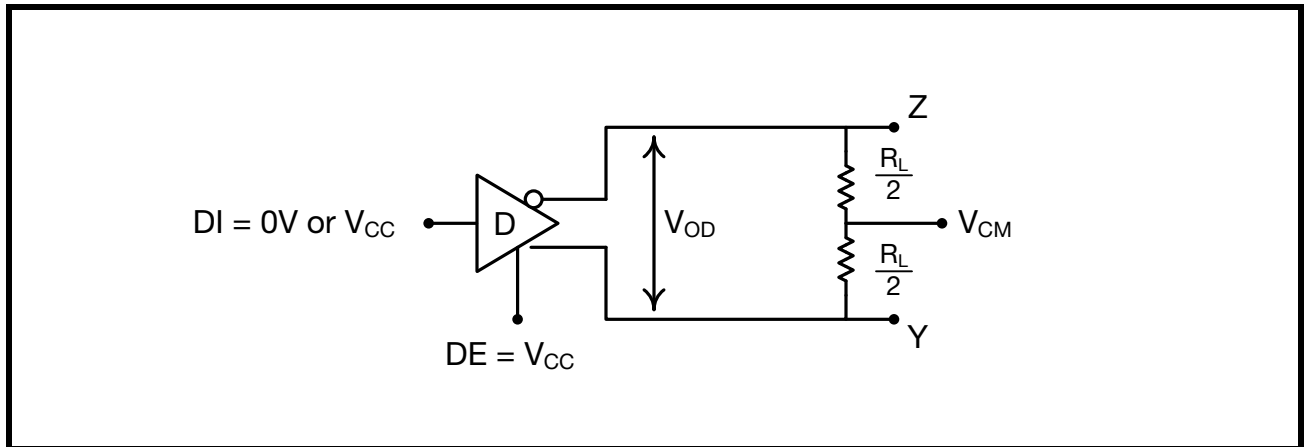 Z
R_L
2
DI = 0V or V_CC
D
V_OD
V_CM
R_L
2
Y
DE = V_CC